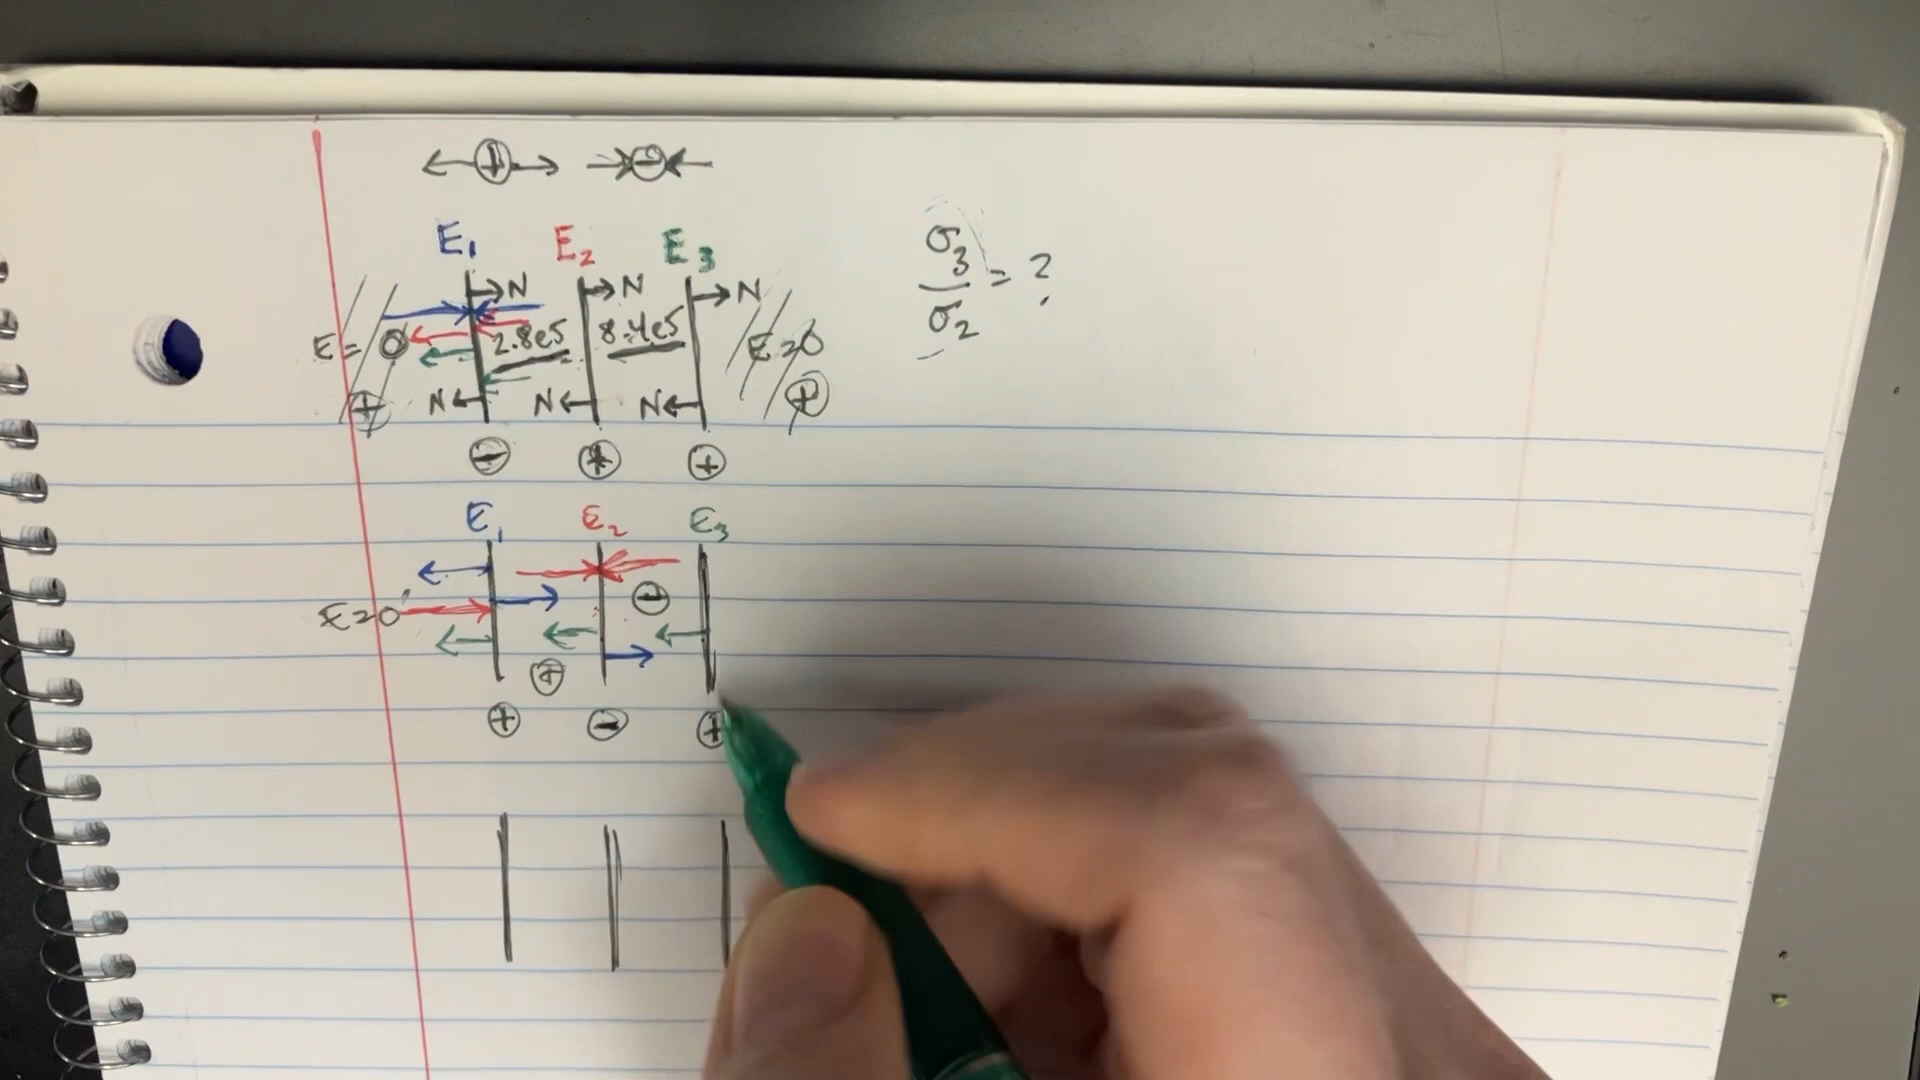 ← ⊕ → →⊖←
E₁ E₂ E₃
N N N
σ₃/σ₂ = ?
E = 0 2.8e5 8.4e5 E=0
⊕ N N N ⊕
⊖ ⊕ ⊕
E₁ E₂ E₃
⊖
E=0
⊕
⊕ ⊖ ⊕